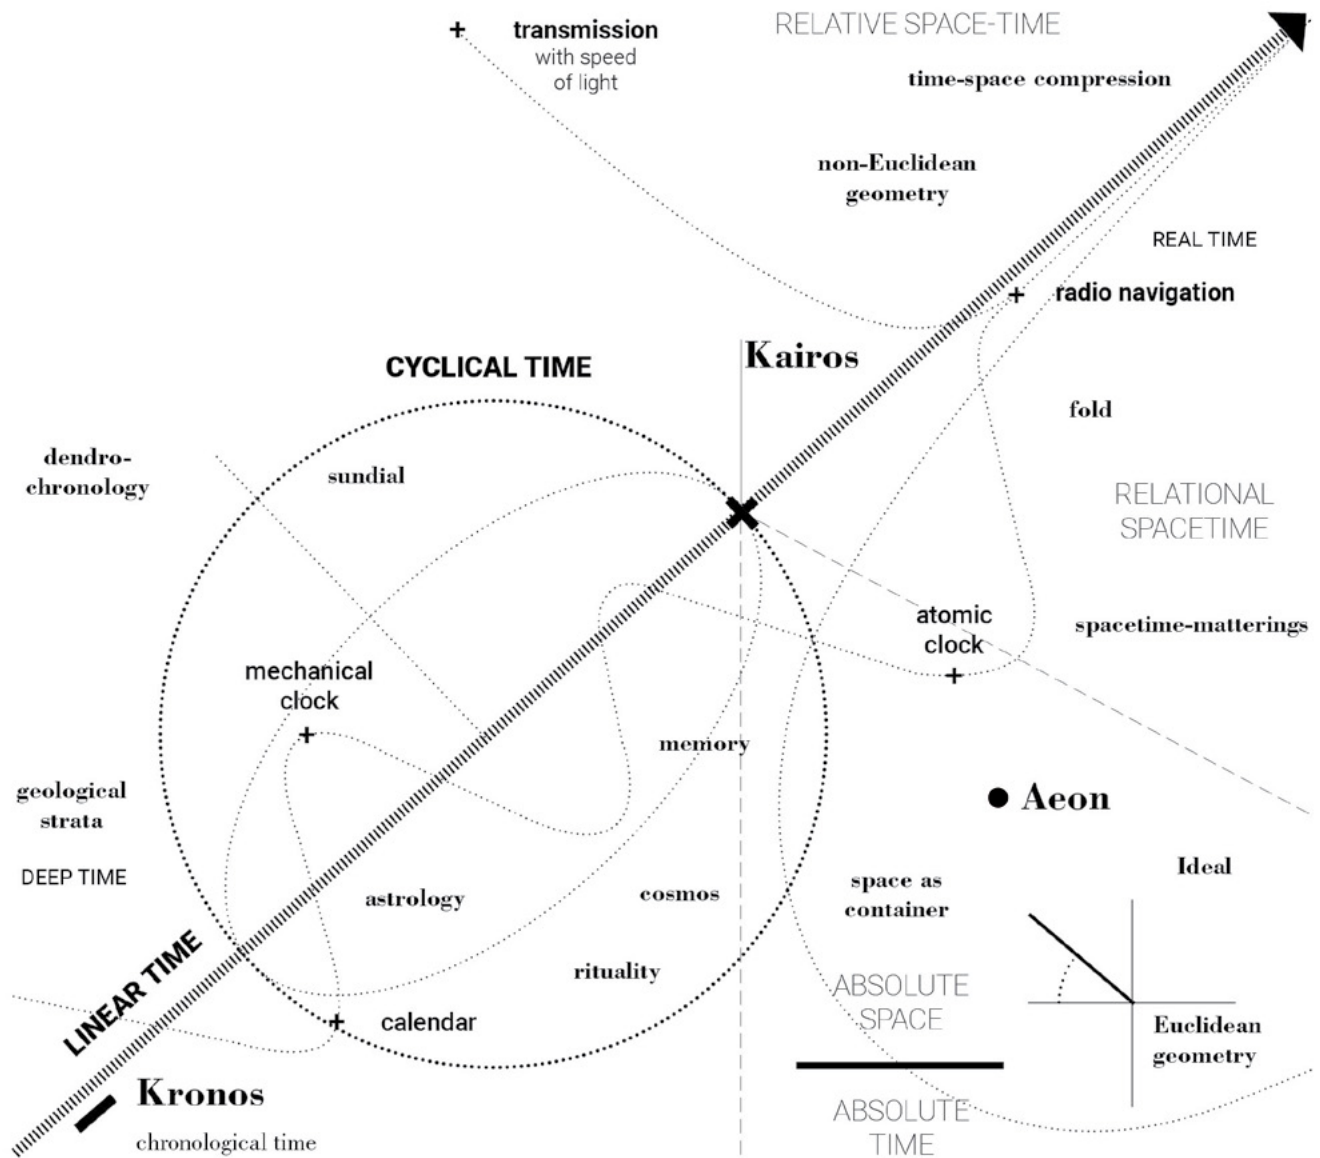 transmission
with speed
of light
RELATIVE SPACE-TIME
time-space compression
non-Euclidean
geometry
REAL TIME
radio navigation
Kairos
CYCLICAL TIME
fold
dendro-
chronology
sundial
RELATIONAL
SPACETIME
atomic
clock
spacetime-matterings
mechanical
clock
memory
geological
strata
Aeon
DEEP TIME
Ideal
space as
container
astrology
cosmos
rituality
LINEAR TIME
ABSOLUTE
SPACE
calendar
Euclidean
geometry
Kronos
chronological time
ABSOLUTE
TIME